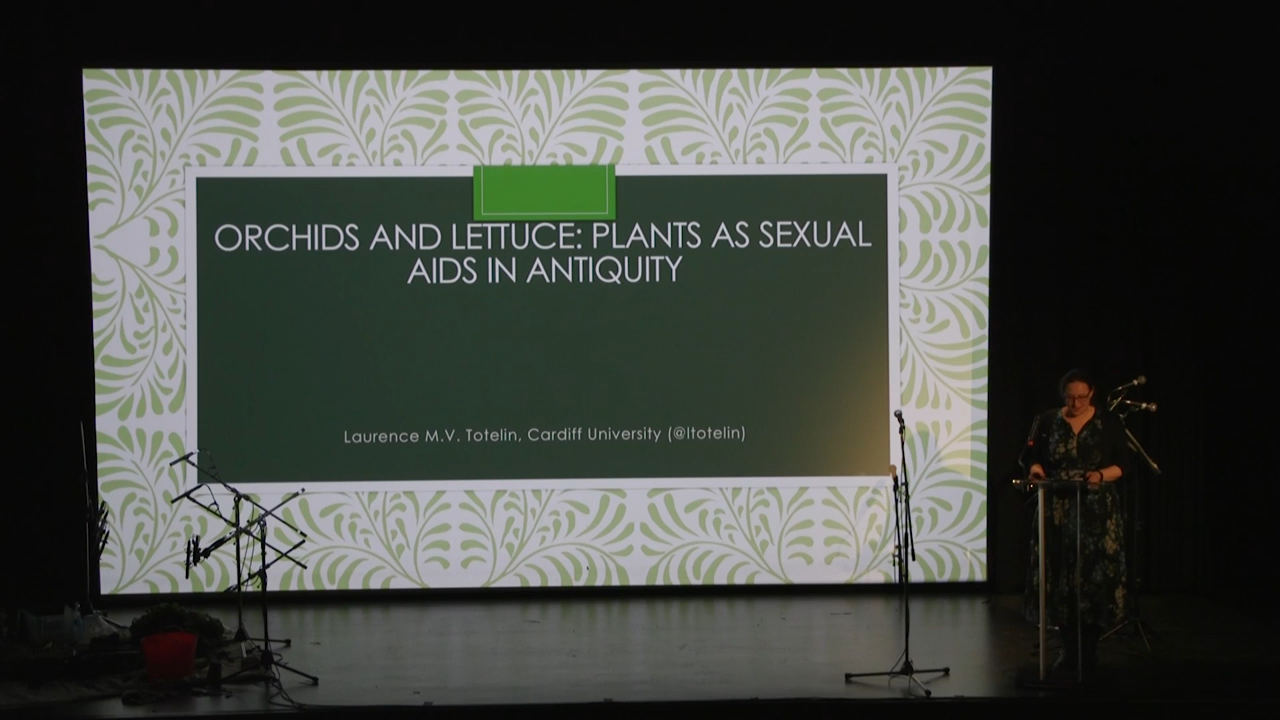 ORCHIDS AND LETTUCE: PLANTS AS SEXUAL
AIDS IN ANTIQUITY
Laurence M.V. Totelin, Cardiff University (@ltotelin)